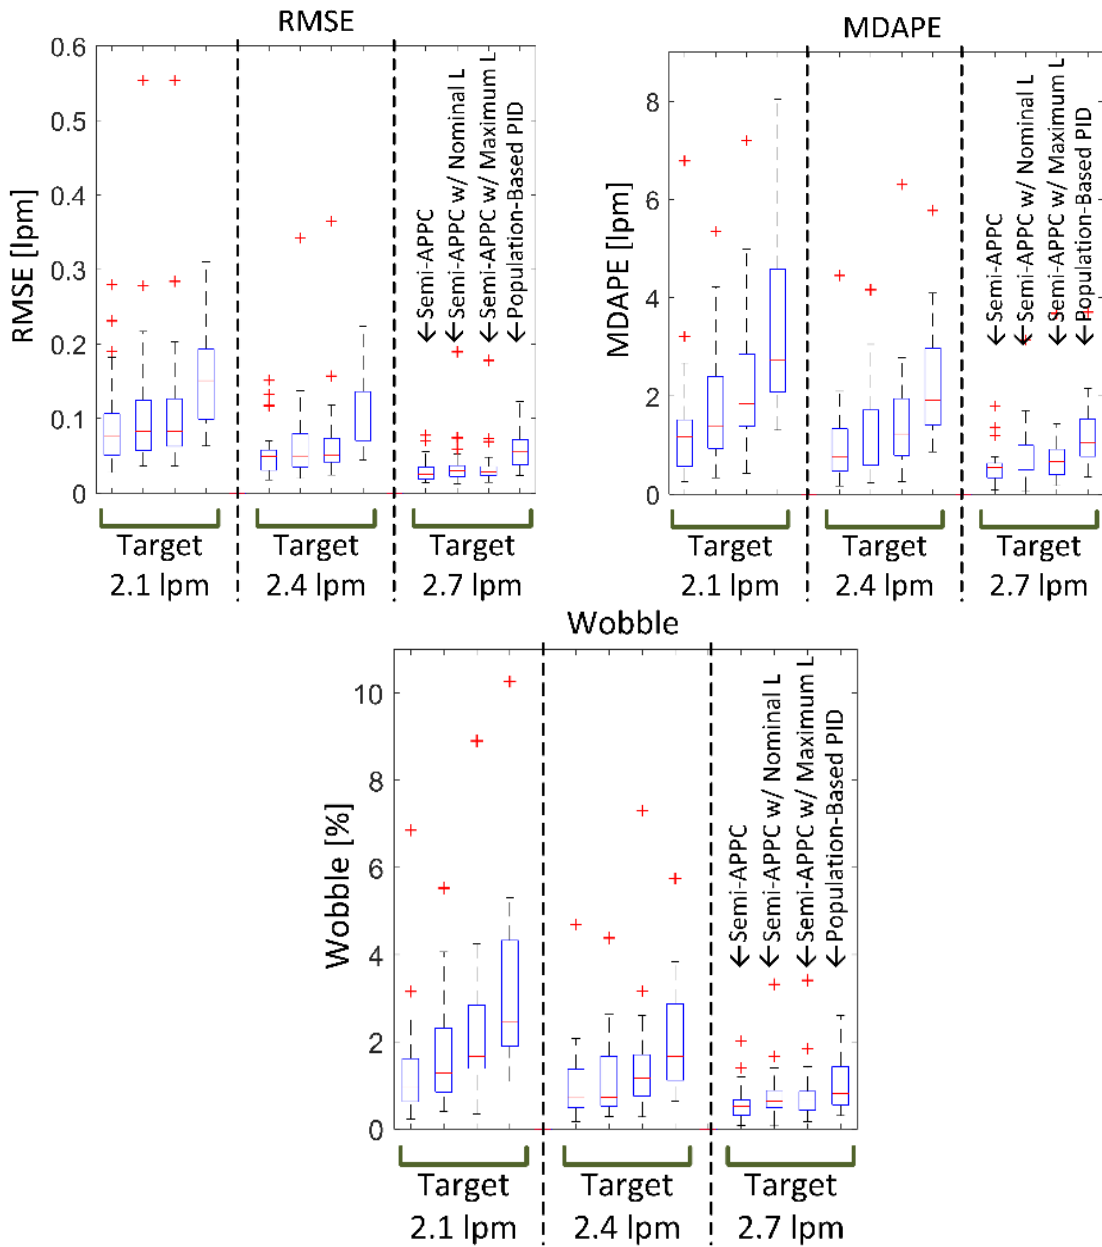 RMSE
0.6
0.5
0.4
0.3
0.2
0.1
0
RMSE [lpm]
←Semi-APPC
←Semi-APPC w/ Nominal L
←Semi-APPC w/ Maximum L
←Population-Based PID
Target
2.1 lpm
Target
2.4 lpm
Target
2.7 lpm
MDAPE
8
6
4
2
0
MDAPE [lpm]
←Semi-APPC
←Semi-APPC w/ Nominal L
←Semi-APPC w/ Maximum L
←Population-Based PID
Target
2.1 lpm
Target
2.4 lpm
Target
2.7 lpm
Wobble
10
8
6
4
2
0
Wobble [%]
←Semi-APPC
←Semi-APPC w/ Nominal L
←Semi-APPC w/ Maximum L
←Population-Based PID
Target
2.1 lpm
Target
2.4 lpm
Target
2.7 lpm